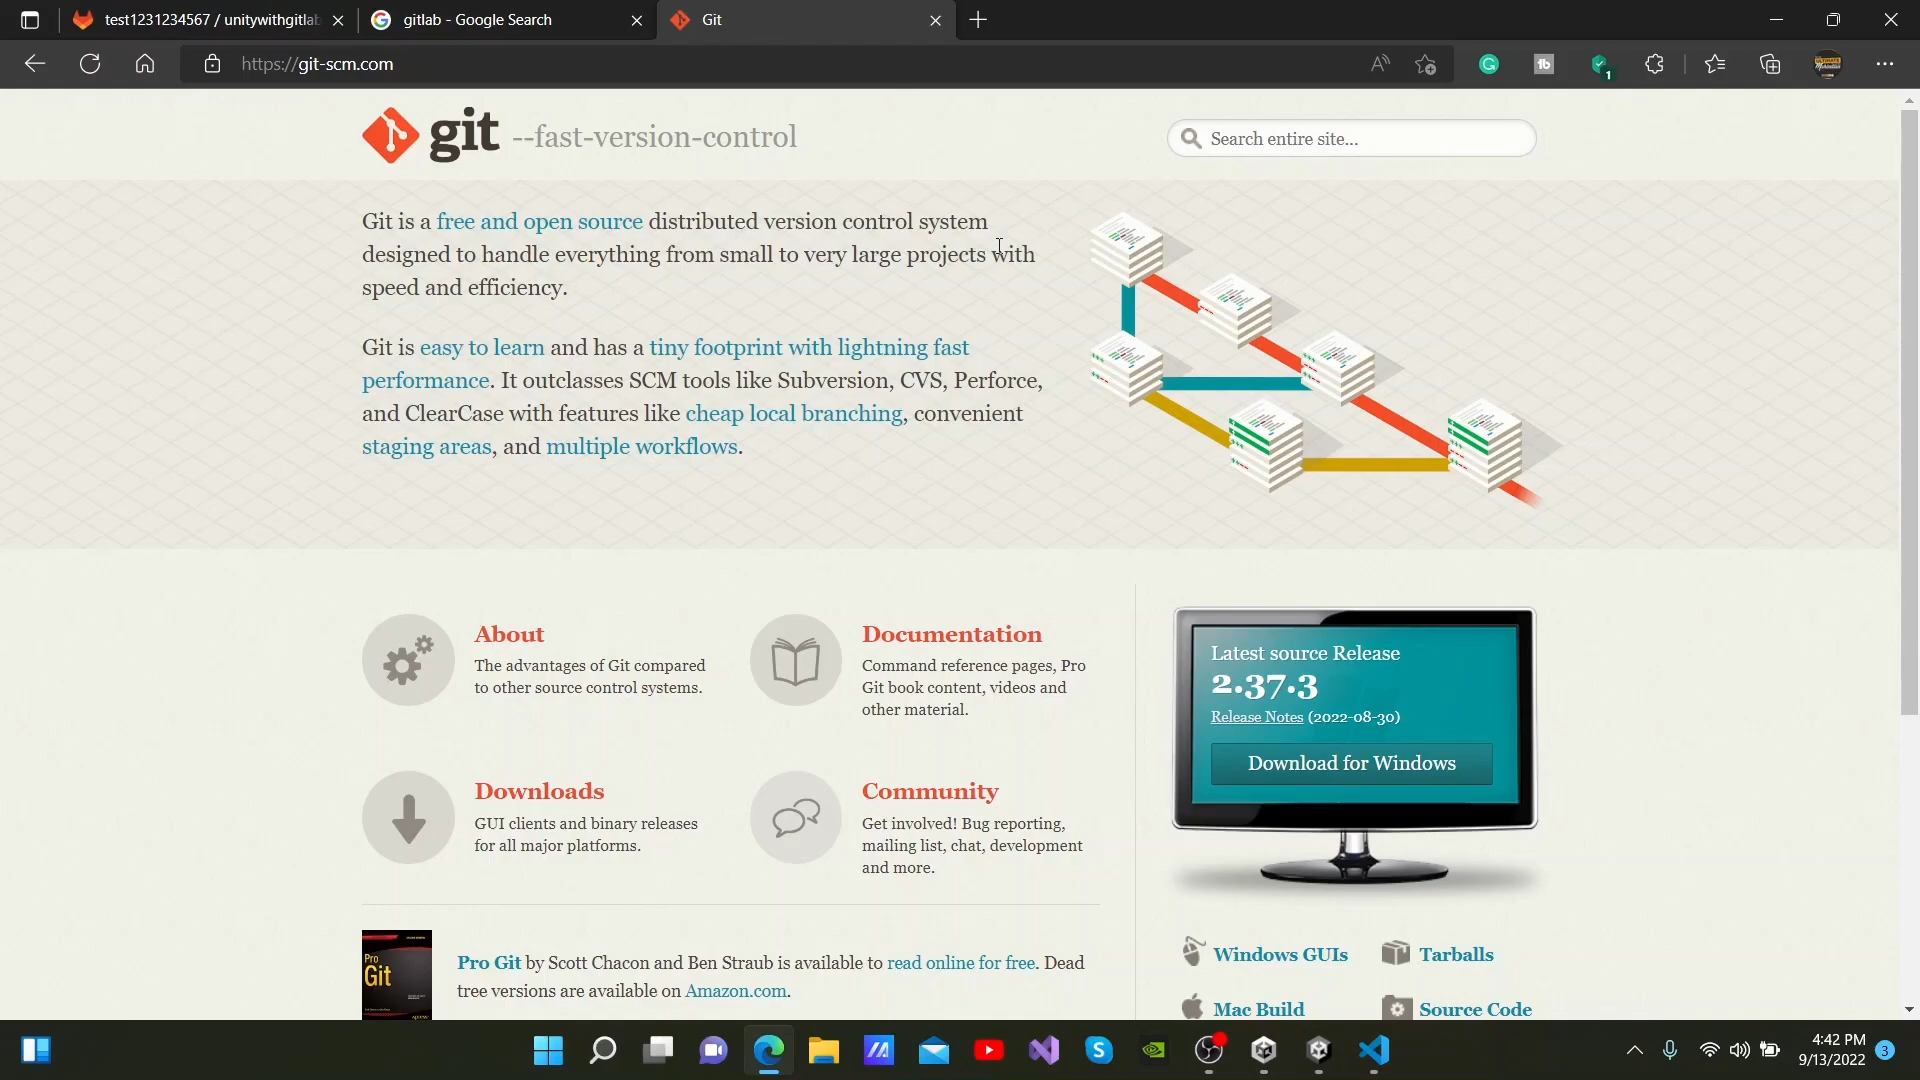 test1231234567 / unitywithgitlab
gitlab - Google Search
Git
https://git-scm.com
1
git --fast-version-control
Search entire site...
Git is a free and open source distributed version control system
designed to handle everything from small to very large projects with
speed and efficiency.
Git is easy to learn and has a tiny footprint with lightning fast
performance. It outclasses SCM tools like Subversion, CVS, Perforce,
and ClearCase with features like cheap local branching, convenient
staging areas, and multiple workflows.
About
The advantages of Git compared
to other source control systems.
Documentation
Command reference pages, Pro
Git book content, videos and
other material.
Downloads
GUI clients and binary releases
for all major platforms.
Community
Get involved! Bug reporting,
mailing list, chat, development
and more.
Latest source Release
2.37.3
Release Notes (2022-08-30)
Download for Windows
Pro
Git
Pro Git by Scott Chacon and Ben Straub is available to read online for free. Dead
tree versions are available on Amazon.com.
Windows GUIs
Tarballs
Mac Build
Source Code
4:42 PM
9/13/2022
3